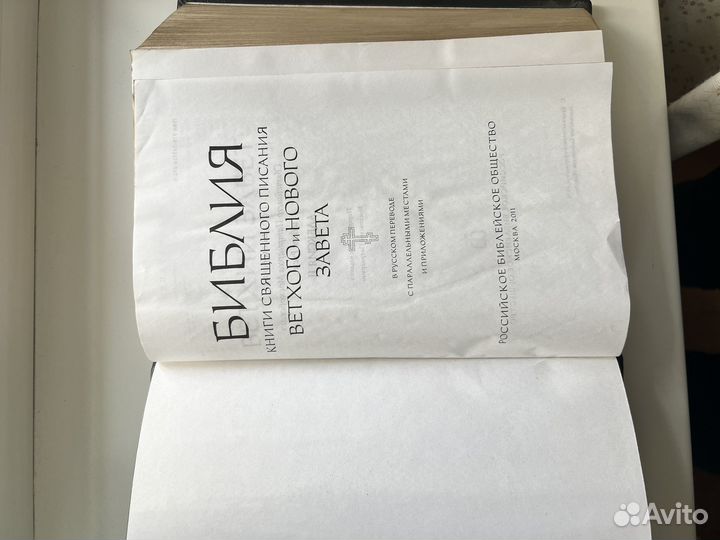 БИБЛИЯ
КНИГИ СВЯЩЕННОГО ПИСАНИЯ
ВЕТХОГО И НОВОГО
ЗАВЕТА
В РУССКОМ ПЕРЕВОДЕ
С ПАРАЛЛЕЛЬНЫМИ МЕСТАМИ
И ПРИЛОЖЕНИЯМИ
РОССИЙСКОЕ БИБЛЕЙСКОЕ ОБЩЕСТВО
МОСКВА 2011
Avito